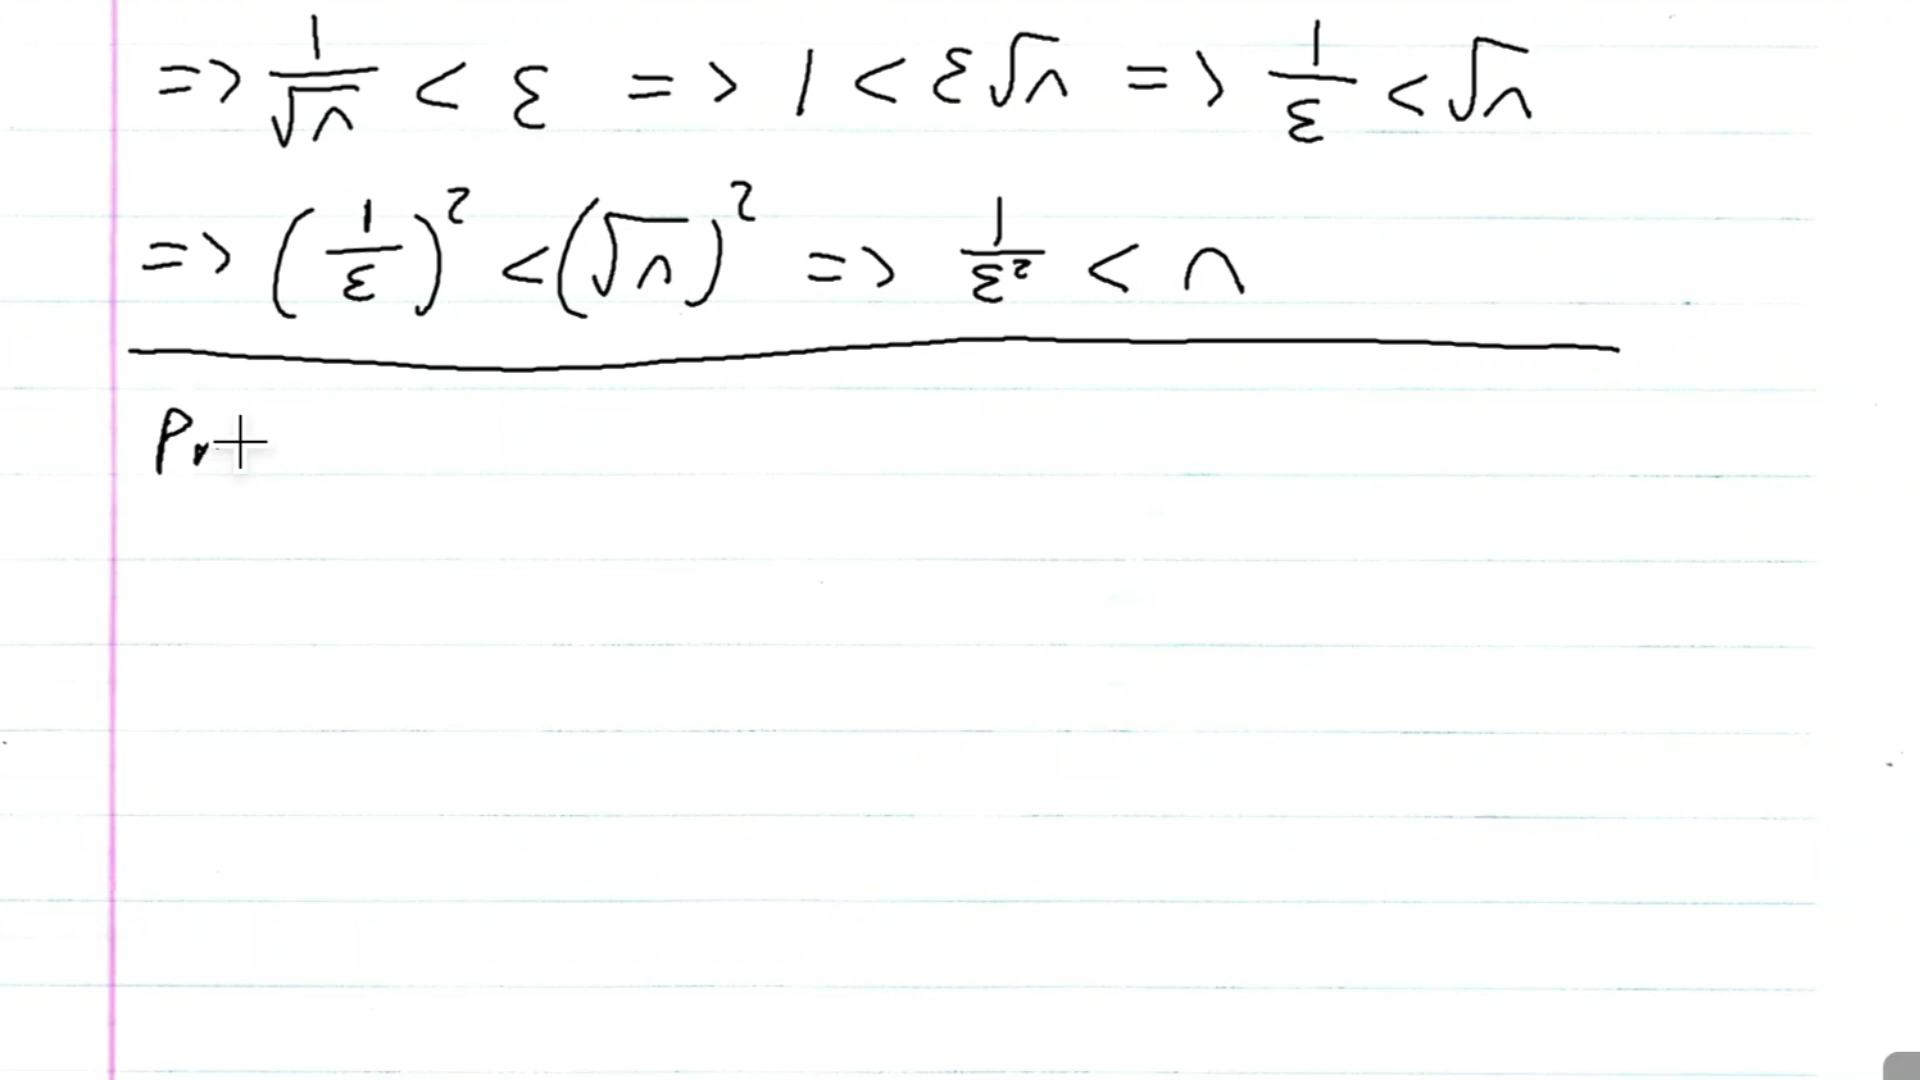 => 1/√n < ε => 1 < ε√n => 1/ε < √n
=> (1/ε)² < (√n)² => 1/ε² < n
Pr